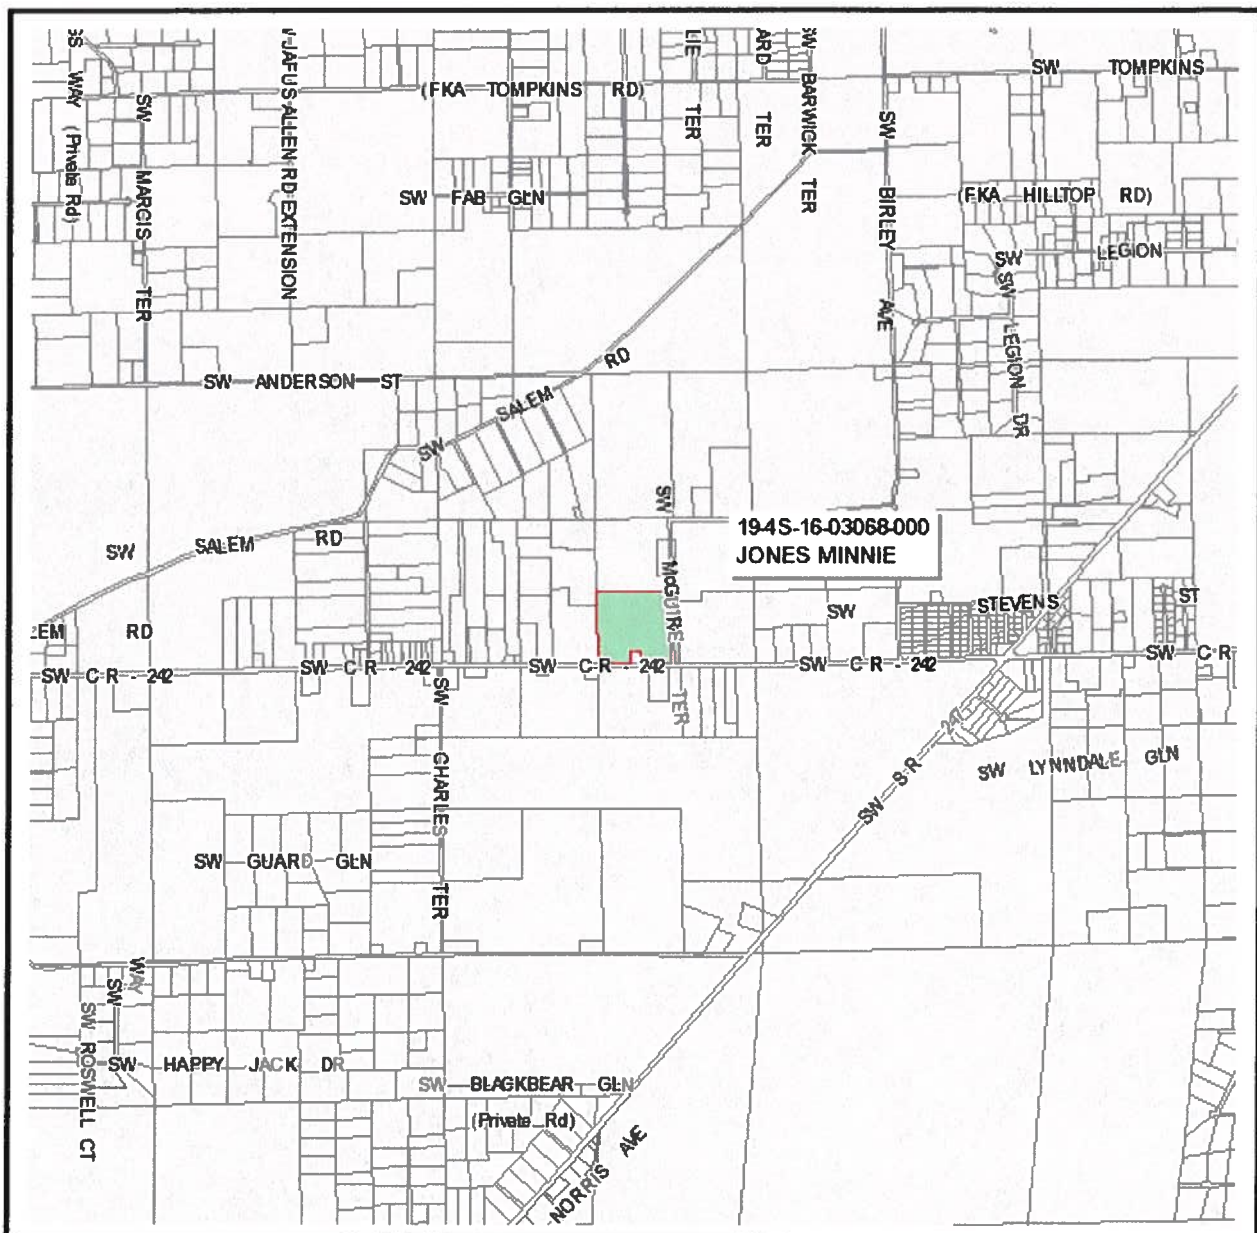 SW TOMPKINS
(FKA TOMPKINS RD)
WAY (Private Rd)
SW MARCIS TER
JAFUS ALLEN RD EXTENSION
LIE TER
ARD TER
SW BARWICK TER
SW BIRLEY AVE
SW FAB GLN
(FKA HILLTOP RD)
SW LEGION
SW LEGION DR
SW ANDERSON ST
SW SALEM RD
19-4S-16-03068-000
JONES MINNIE
SW SALEM RD
SW McGUIRE TER
SW STEVENS ST
LEM RD
SW C R - 242
SW C R - 242
SW C R - 242
SW C R - 242
SW C R
SW CHARLES TER
SW S R 247
SW LYNNDALE GLN
SW GUARD GLN
WAY
SW
SW ROSWELL CT
SW HAPPY JACK DR
SW BLACKBEAR GLN
(Private Rd)
NORRIS AVE